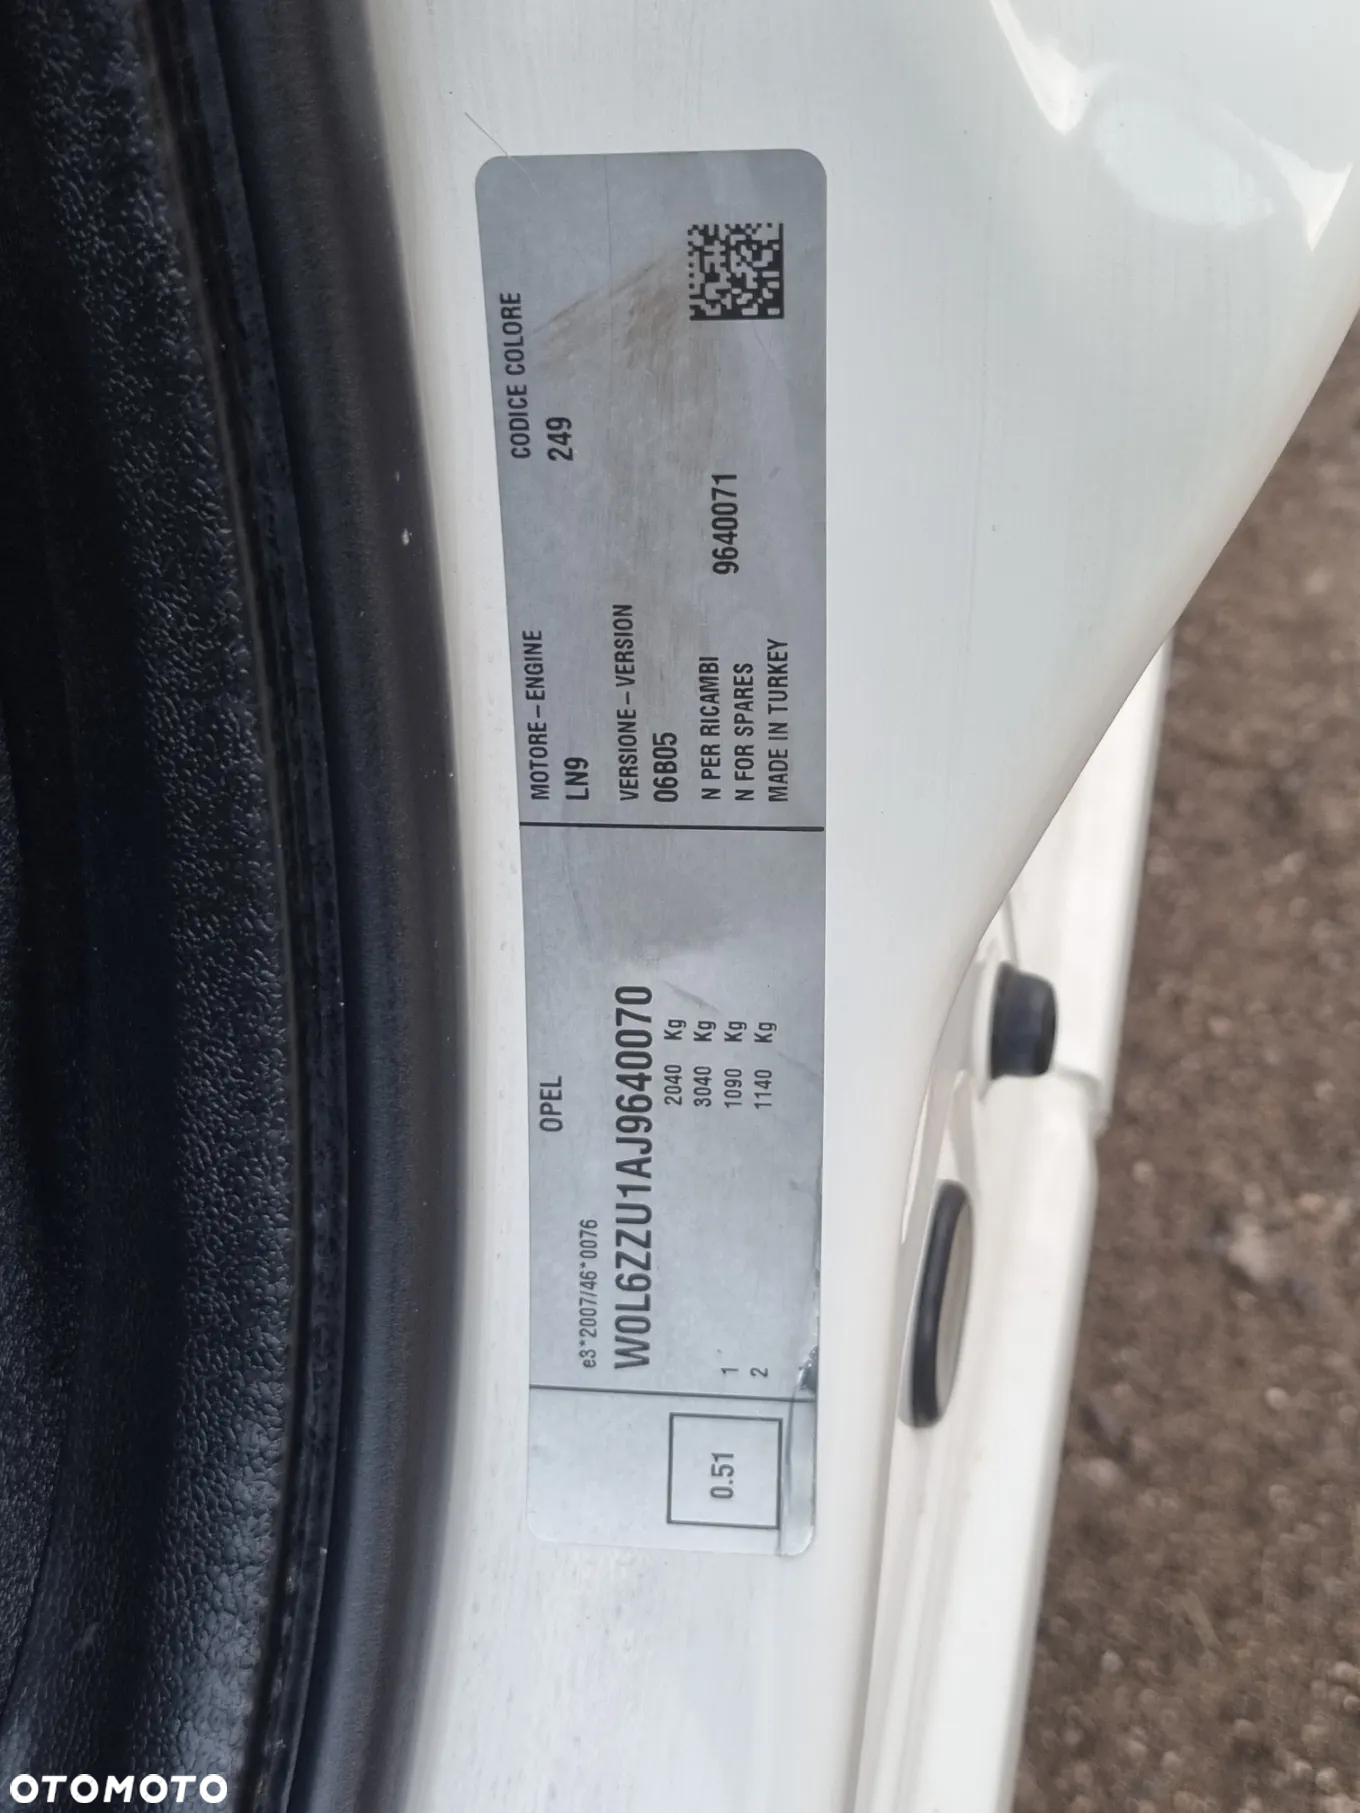 OPEL
e3*2007/46*0076
W0L6ZZU1AJ9640070
2040 Kg
3040 Kg
1 1090 Kg
2 1140 Kg
0.51
MOTORE-ENGINE
LN9
CODICE COLORE
249
VERSIONE-VERSION
06B05
N PER RICAMBI
N FOR SPARES
9640071
MADE IN TURKEY
OTOMOTO